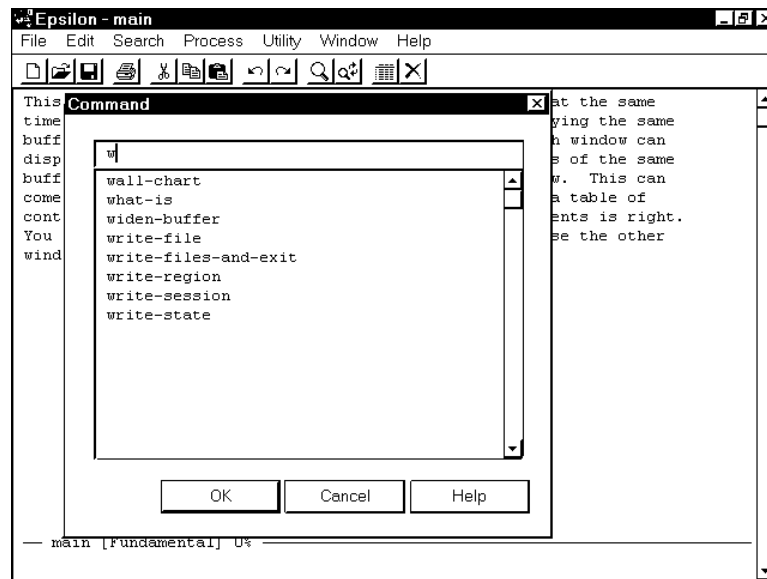 Epsilon - main
File Edit Search Process Utility Window Help
Command
This at the same
time ying the same
buff h window can
disp s of the same
buff w. This can
come a table of
cont ents is right.
You se the other
wind
w
wall-chart
what-is
widen-buffer
write-file
write-files-and-exit
write-region
write-session
write-state
OK Cancel Help
main [Fundamental] 0%